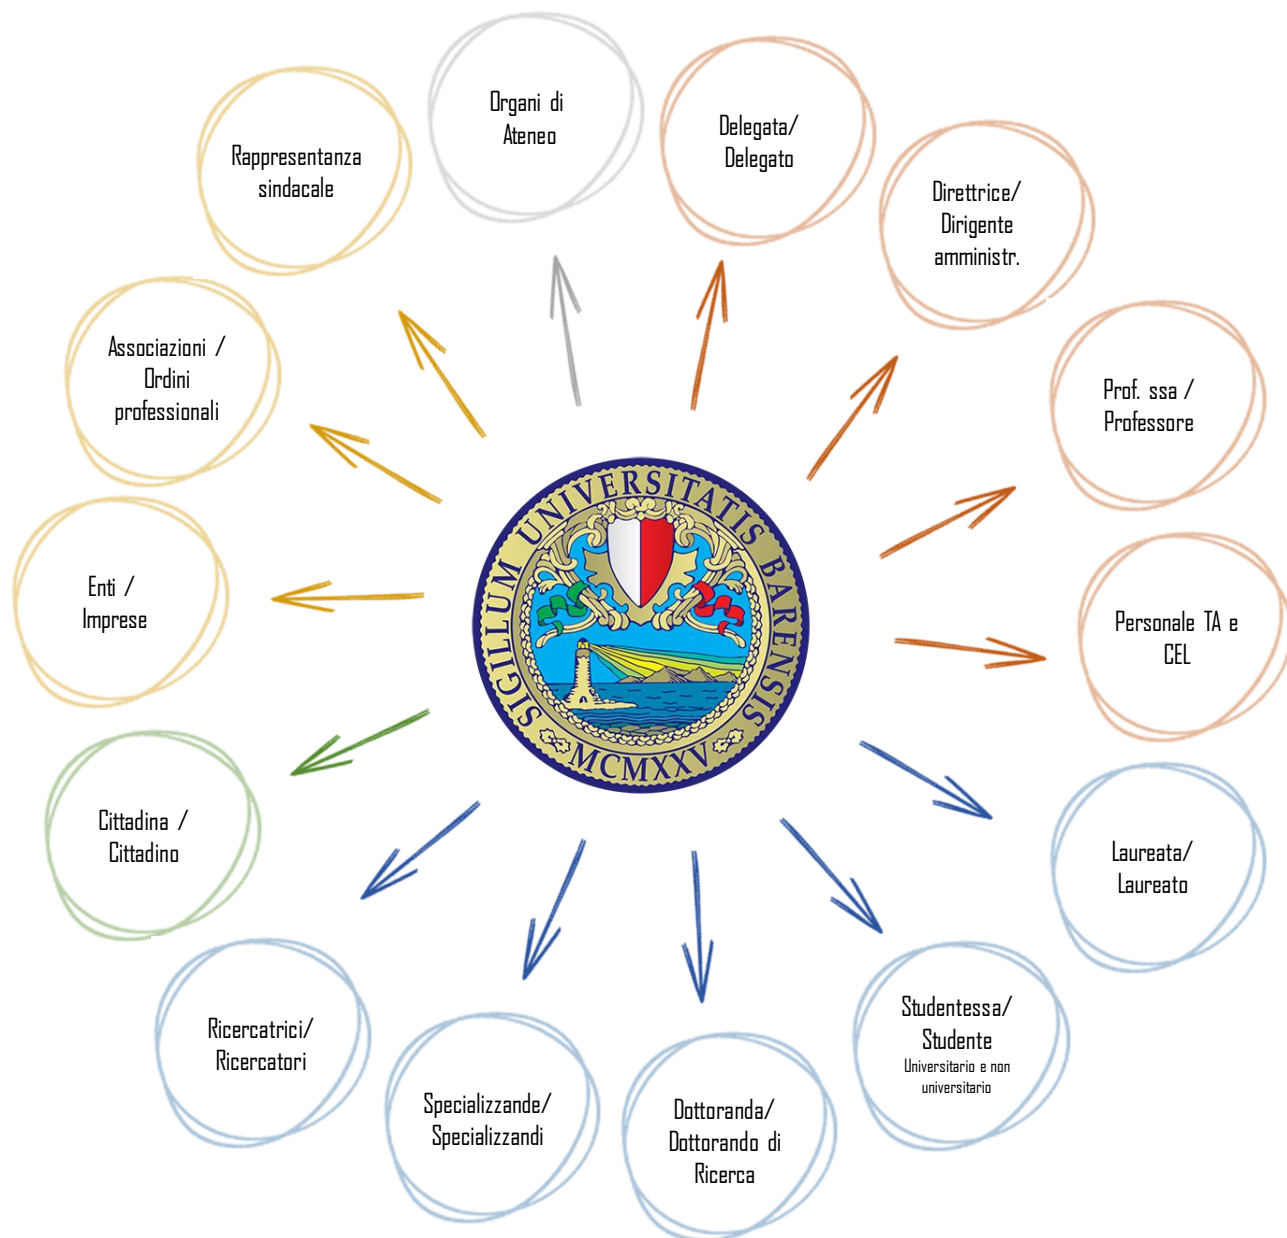 Organi di
Ateneo
Delegata/
Delegato
Direttrice/
Dirigente
amministr.
Prof. ssa /
Professore
Personale TA e
CEL
Laureata/
Laureato
Studentessa/
Studente
Universitario e non
universitario
Dottoranda/
Dottorando di
Ricerca
Specializzande/
Specializzandi
Ricercatrici/
Ricercatori
Cittadina /
Cittadino
Enti /
Imprese
Associazioni /
Ordini
professionali
Rappresentanza
sindacale
SIGILLUM UNIVERSITATIS BARENSIS
MCMXXV